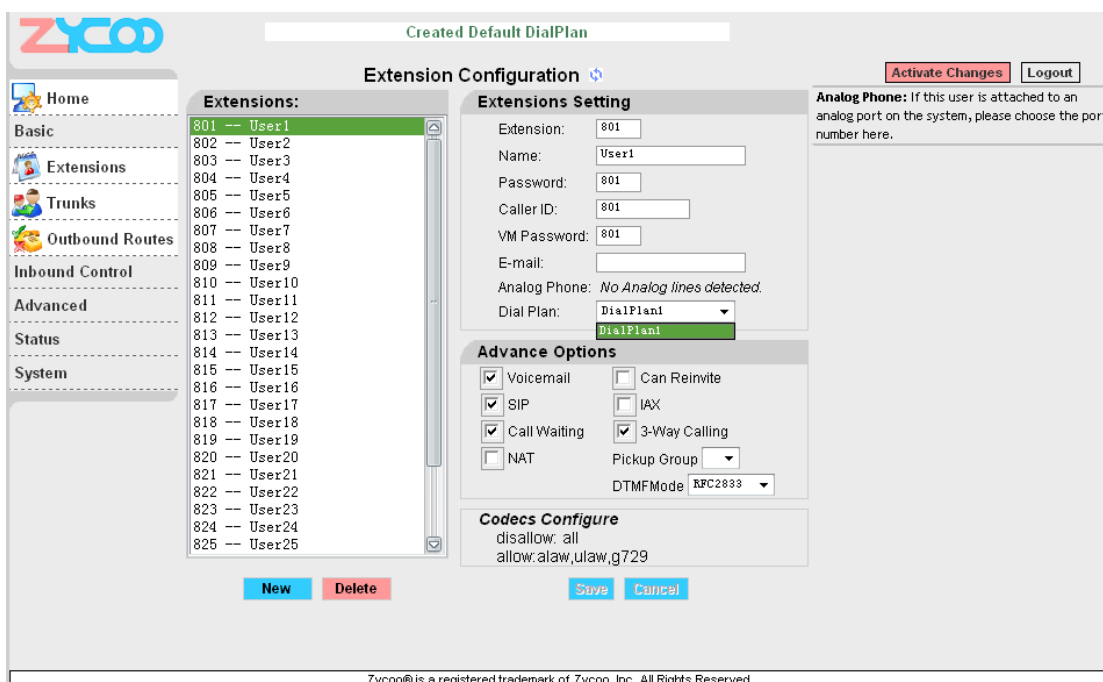 ZYCOO
Created Default DialPlan
Extension Configuration
Activate Changes
Logout
Home
Basic
Extensions
Trunks
Outbound Routes
Inbound Control
Advanced
Status
System
Extensions:
801 -- User1
802 -- User2
803 -- User3
804 -- User4
805 -- User5
806 -- User6
807 -- User7
808 -- User8
809 -- User9
810 -- User10
811 -- User11
812 -- User12
813 -- User13
814 -- User14
815 -- User15
816 -- User16
817 -- User17
818 -- User18
819 -- User19
820 -- User20
821 -- User21
822 -- User22
823 -- User23
824 -- User24
825 -- User25
New
Delete
Extensions Setting
Extension: 801
Name: User1
Password: 801
Caller ID: 801
VM Password: 801
E-mail:
Analog Phone: No Analog lines detected.
Dial Plan: DialPlan1
DialPlan1
Advance Options
Voicemail
Can Reinvite
SIP
IAX
Call Waiting
3-Way Calling
NAT
Pickup Group
DTMFMode RFC2833
Codecs Configure
disallow: all
allow:alaw,ulaw,g729
Save
Cancel
Analog Phone: If this user is attached to an
analog port on the system, please choose the por
number here.
Zycoo® is a registered trademark of Zycoo, Inc. All Rights Reserved